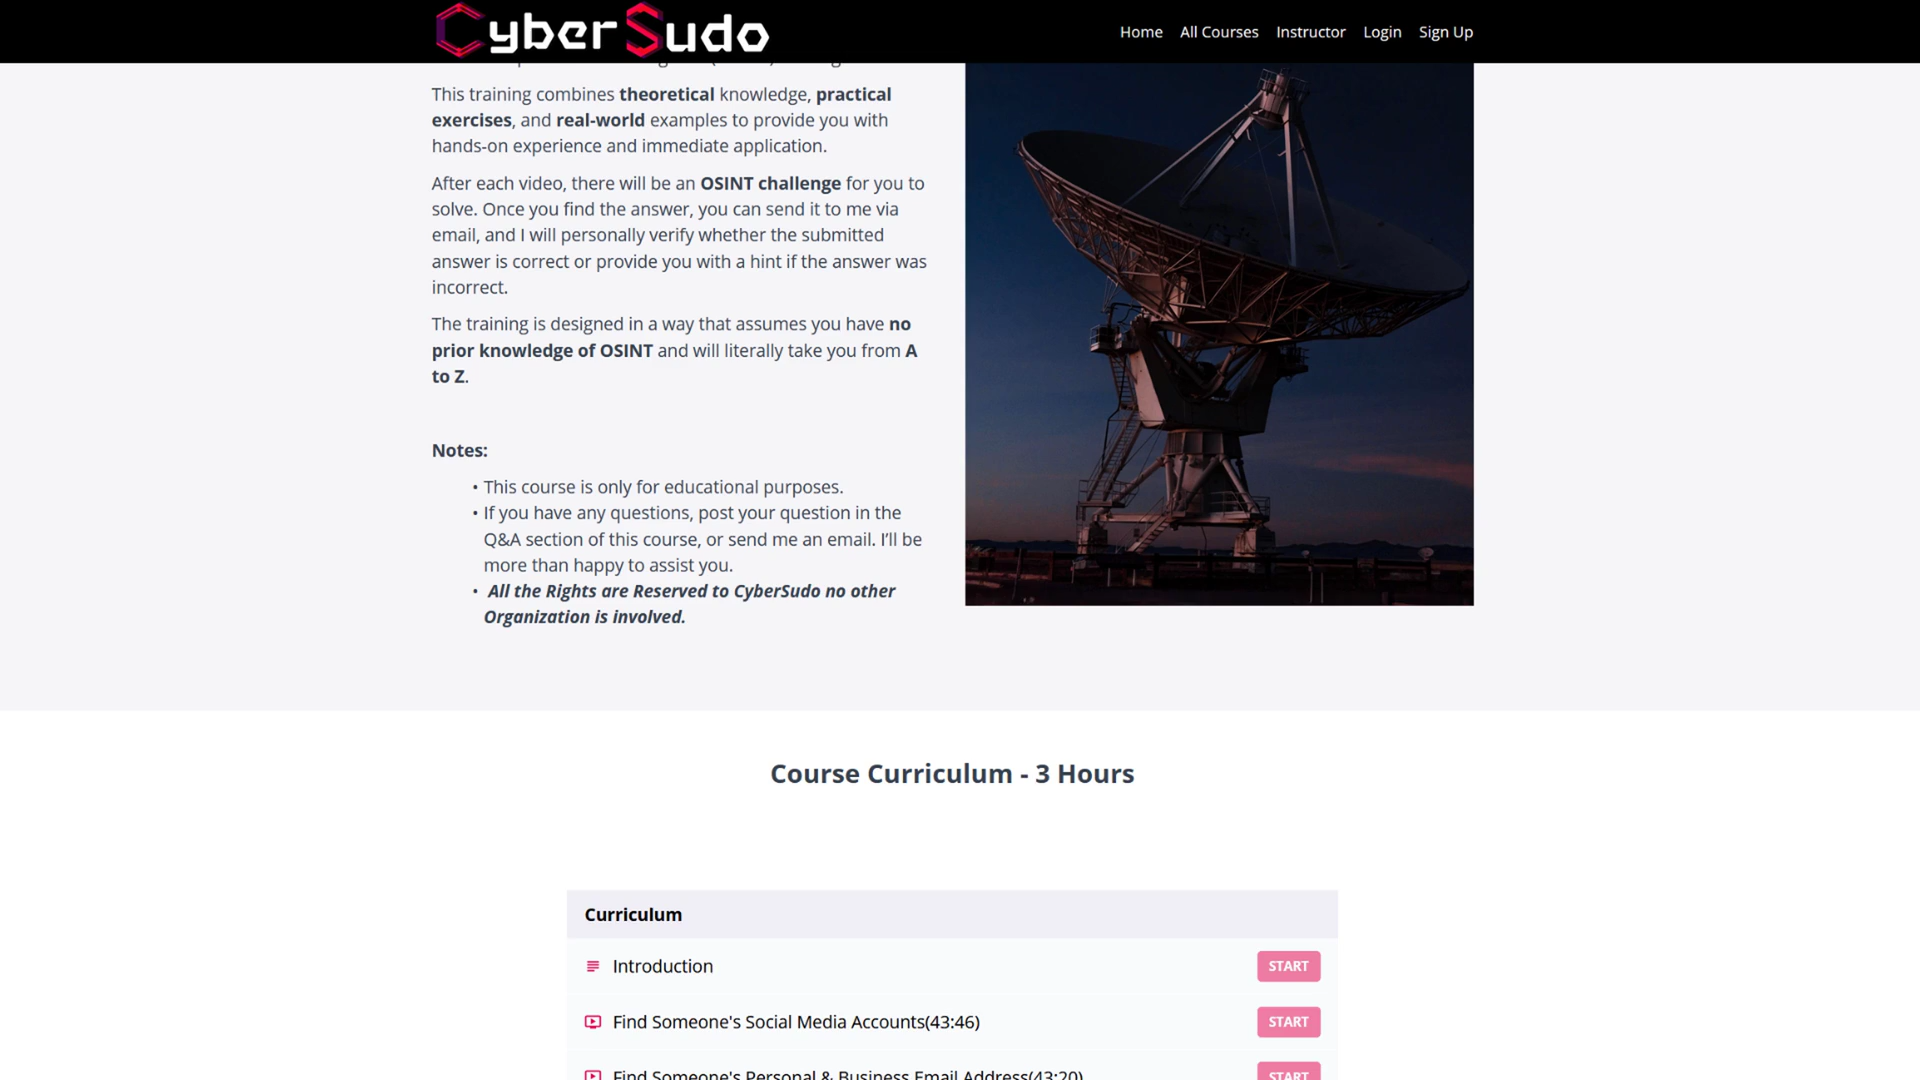 CyberSudo
Home All Courses Instructor Login Sign Up
This training combines theoretical knowledge, practical
exercises, and real-world examples to provide you with
hands-on experience and immediate application.
After each video, there will be an OSINT challenge for you to
solve. Once you find the answer, you can send it to me via
email, and I will personally verify whether the submitted
answer is correct or provide you with a hint if the answer was
incorrect.
The training is designed in a way that assumes you have no
prior knowledge of OSINT and will literally take you from A
to Z.
Notes:
• This course is only for educational purposes.
• If you have any questions, post your question in the
Q&A section of this course, or send me an email. I’ll be
more than happy to assist you.
• All the Rights are Reserved to CyberSudo no other
Organization is involved.
Course Curriculum - 3 Hours
Curriculum
Introduction START
Find Someone's Social Media Accounts(43:46) START
Find Someone's Personal & Business Email Address(43:20) START